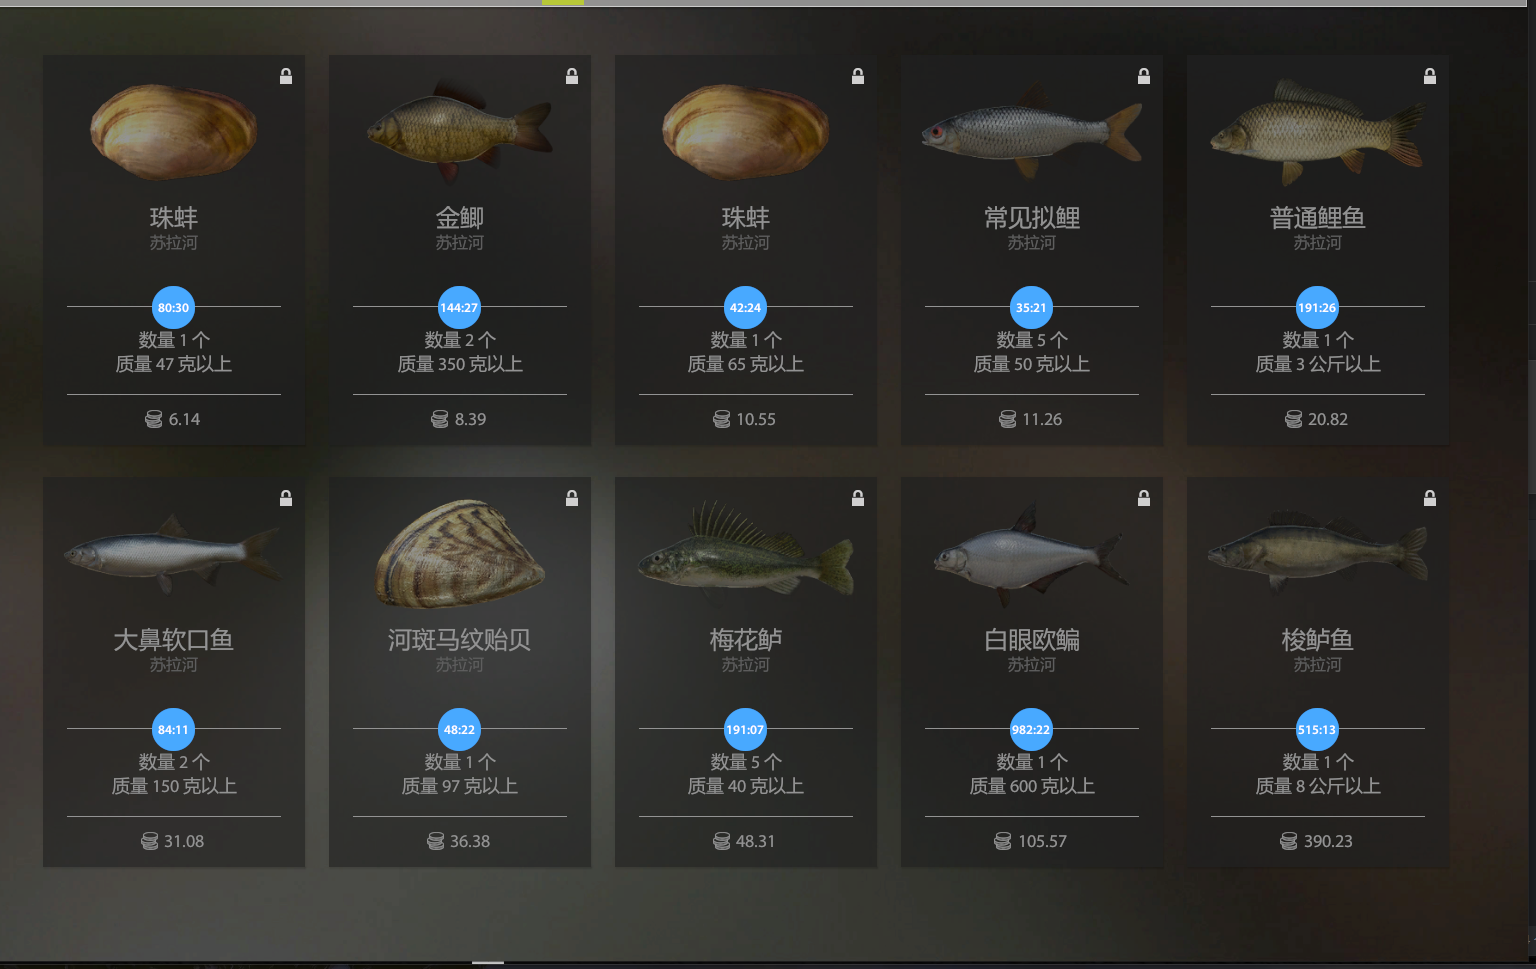 珠蚌
苏拉河
80:30
数量 1 个
质量 47 克以上
6.14
金鲫
苏拉河
144:27
数量 2 个
质量 350 克以上
8.39
珠蚌
苏拉河
42:24
数量 1 个
质量 65 克以上
10.55
常见拟鲤
苏拉河
35:21
数量 5 个
质量 50 克以上
11.26
普通鲤鱼
苏拉河
191:26
数量 1 个
质量 3 公斤以上
20.82
大鼻软口鱼
苏拉河
84:11
数量 2 个
质量 150 克以上
31.08
河斑马纹贻贝
苏拉河
48:22
数量 1 个
质量 97 克以上
36.38
梅花鲈
苏拉河
191:07
数量 5 个
质量 40 克以上
48.31
白眼欧鳊
苏拉河
982:22
数量 1 个
质量 600 克以上
105.57
梭鲈鱼
苏拉河
515:13
数量 1 个
质量 8 公斤以上
390.23